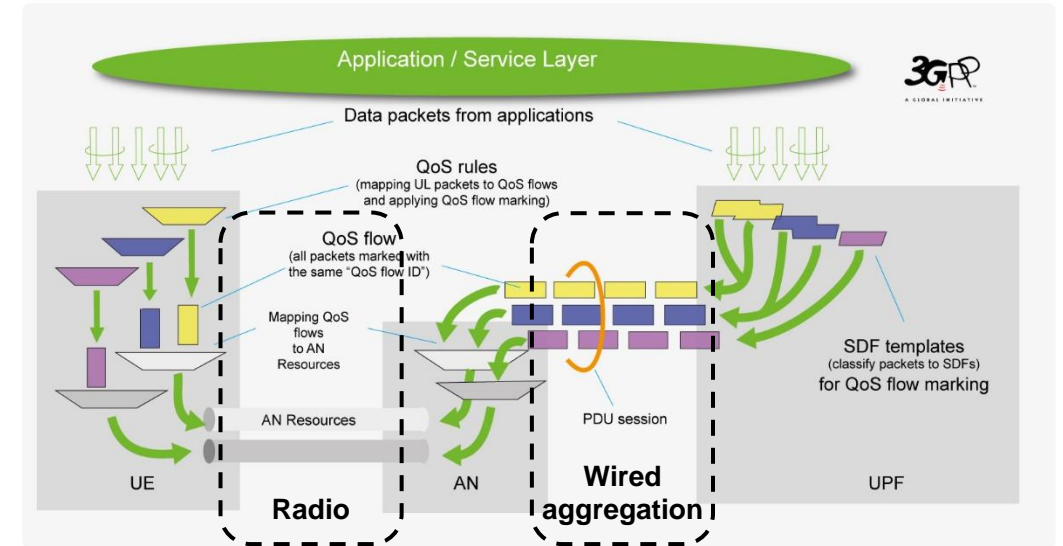 Application / Service Layer
3GPP
A GLOBAL INITIATIVE
Data packets from applications
QoS rules
(mapping UL packets to QoS flows
and applying QoS flow marking)
QoS flow
(all packets marked with
the same “QoS flow ID”)
Mapping QoS
flows
to AN
Resources
AN Resources
PDU session
SDF templates
(classify packets to SDFs)
for QoS flow marking
UE
Radio
AN
Wired
aggregation
UPF